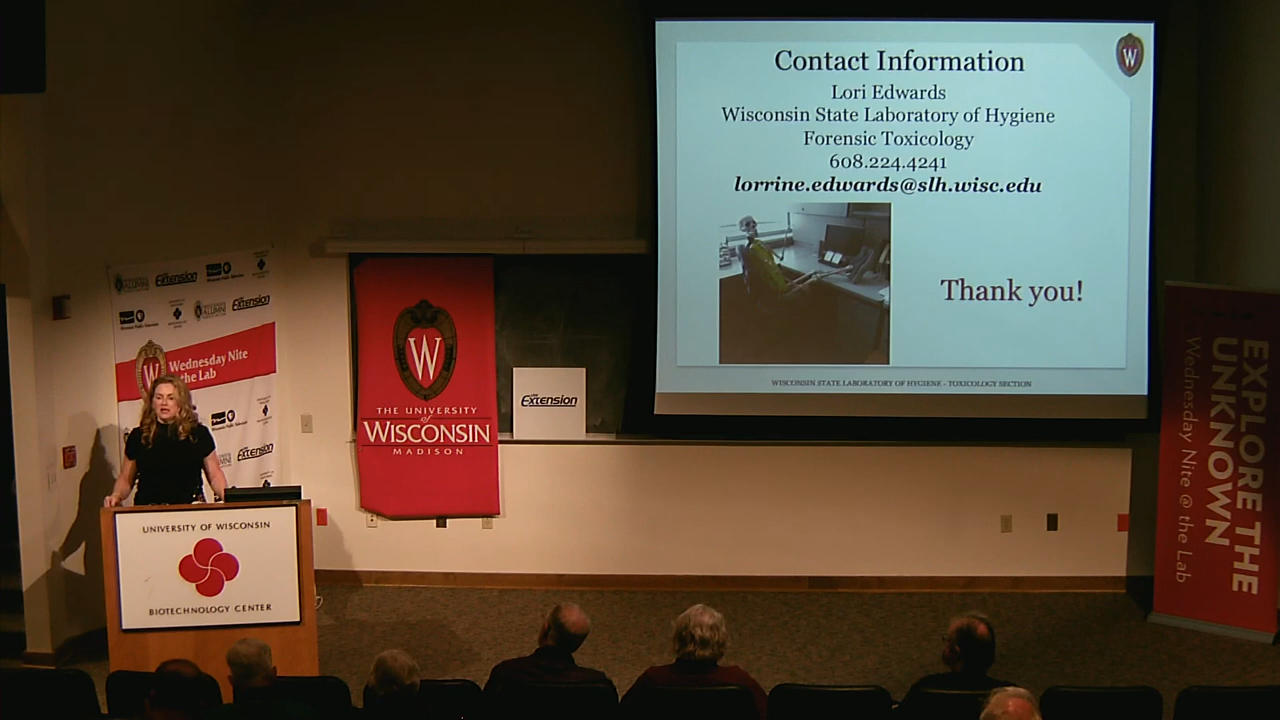 Contact Information
Lori Edwards
Wisconsin State Laboratory of Hygiene
Forensic Toxicology
608.224.4241
lorrine.edwards@slh.wisc.edu
Thank you!
WISCONSIN STATE LABORATORY OF HYGIENE - TOXICOLOGY SECTION
W
Extension
Extension
W
Wednesday Nite
the Lab
Extension
W
THE UNIVERSITY
of
WISCONSIN
MADISON
Extension
UNIVERSITY OF WISCONSIN
BIOTECHNOLOGY CENTER
EXPLORE THE
UNKNOWN
Wednesday Nite @ the Lab